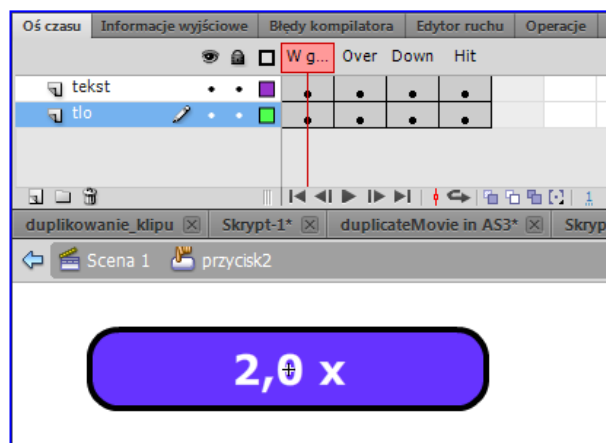 Oś czasu Informacje wyjściowe Błędy kompilatora Edytor ruchu Operacje
W g... Over Down Hit
tekst
tlo
1
duplikowanie_klipu Skrypt-1* duplicateMovie in AS3* Skryp
Scena 1 przycisk2
2,0 x